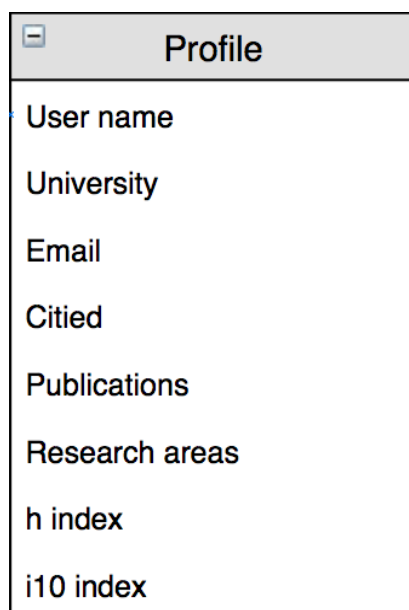 Profile
User name
University
Email
Citied
Publications
Research areas
h index
i10 index